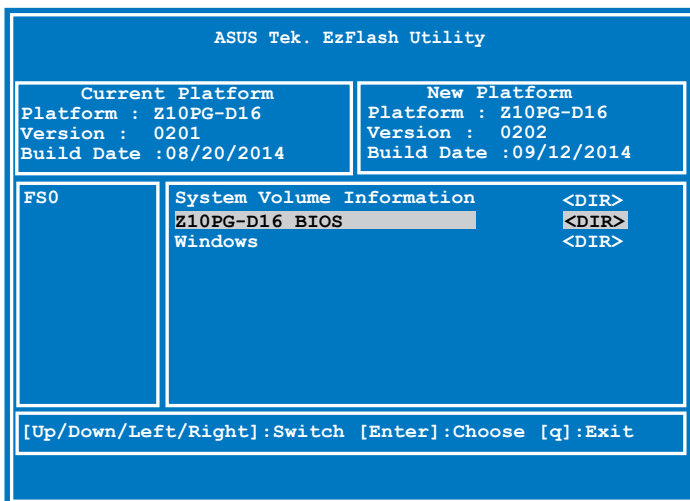 ASUS Tek. EzFlash Utility
Current Platform
Platform : Z10PG-D16
Version : 0201
Build Date :08/20/2014
New Platform
Platform : Z10PG-D16
Version : 0202
Build Date :09/12/2014
FS0
System Volume Information <DIR>
Z10PG-D16 BIOS <DIR>
Windows <DIR>
[Up/Down/Left/Right]:Switch [Enter]:Choose [q]:Exit